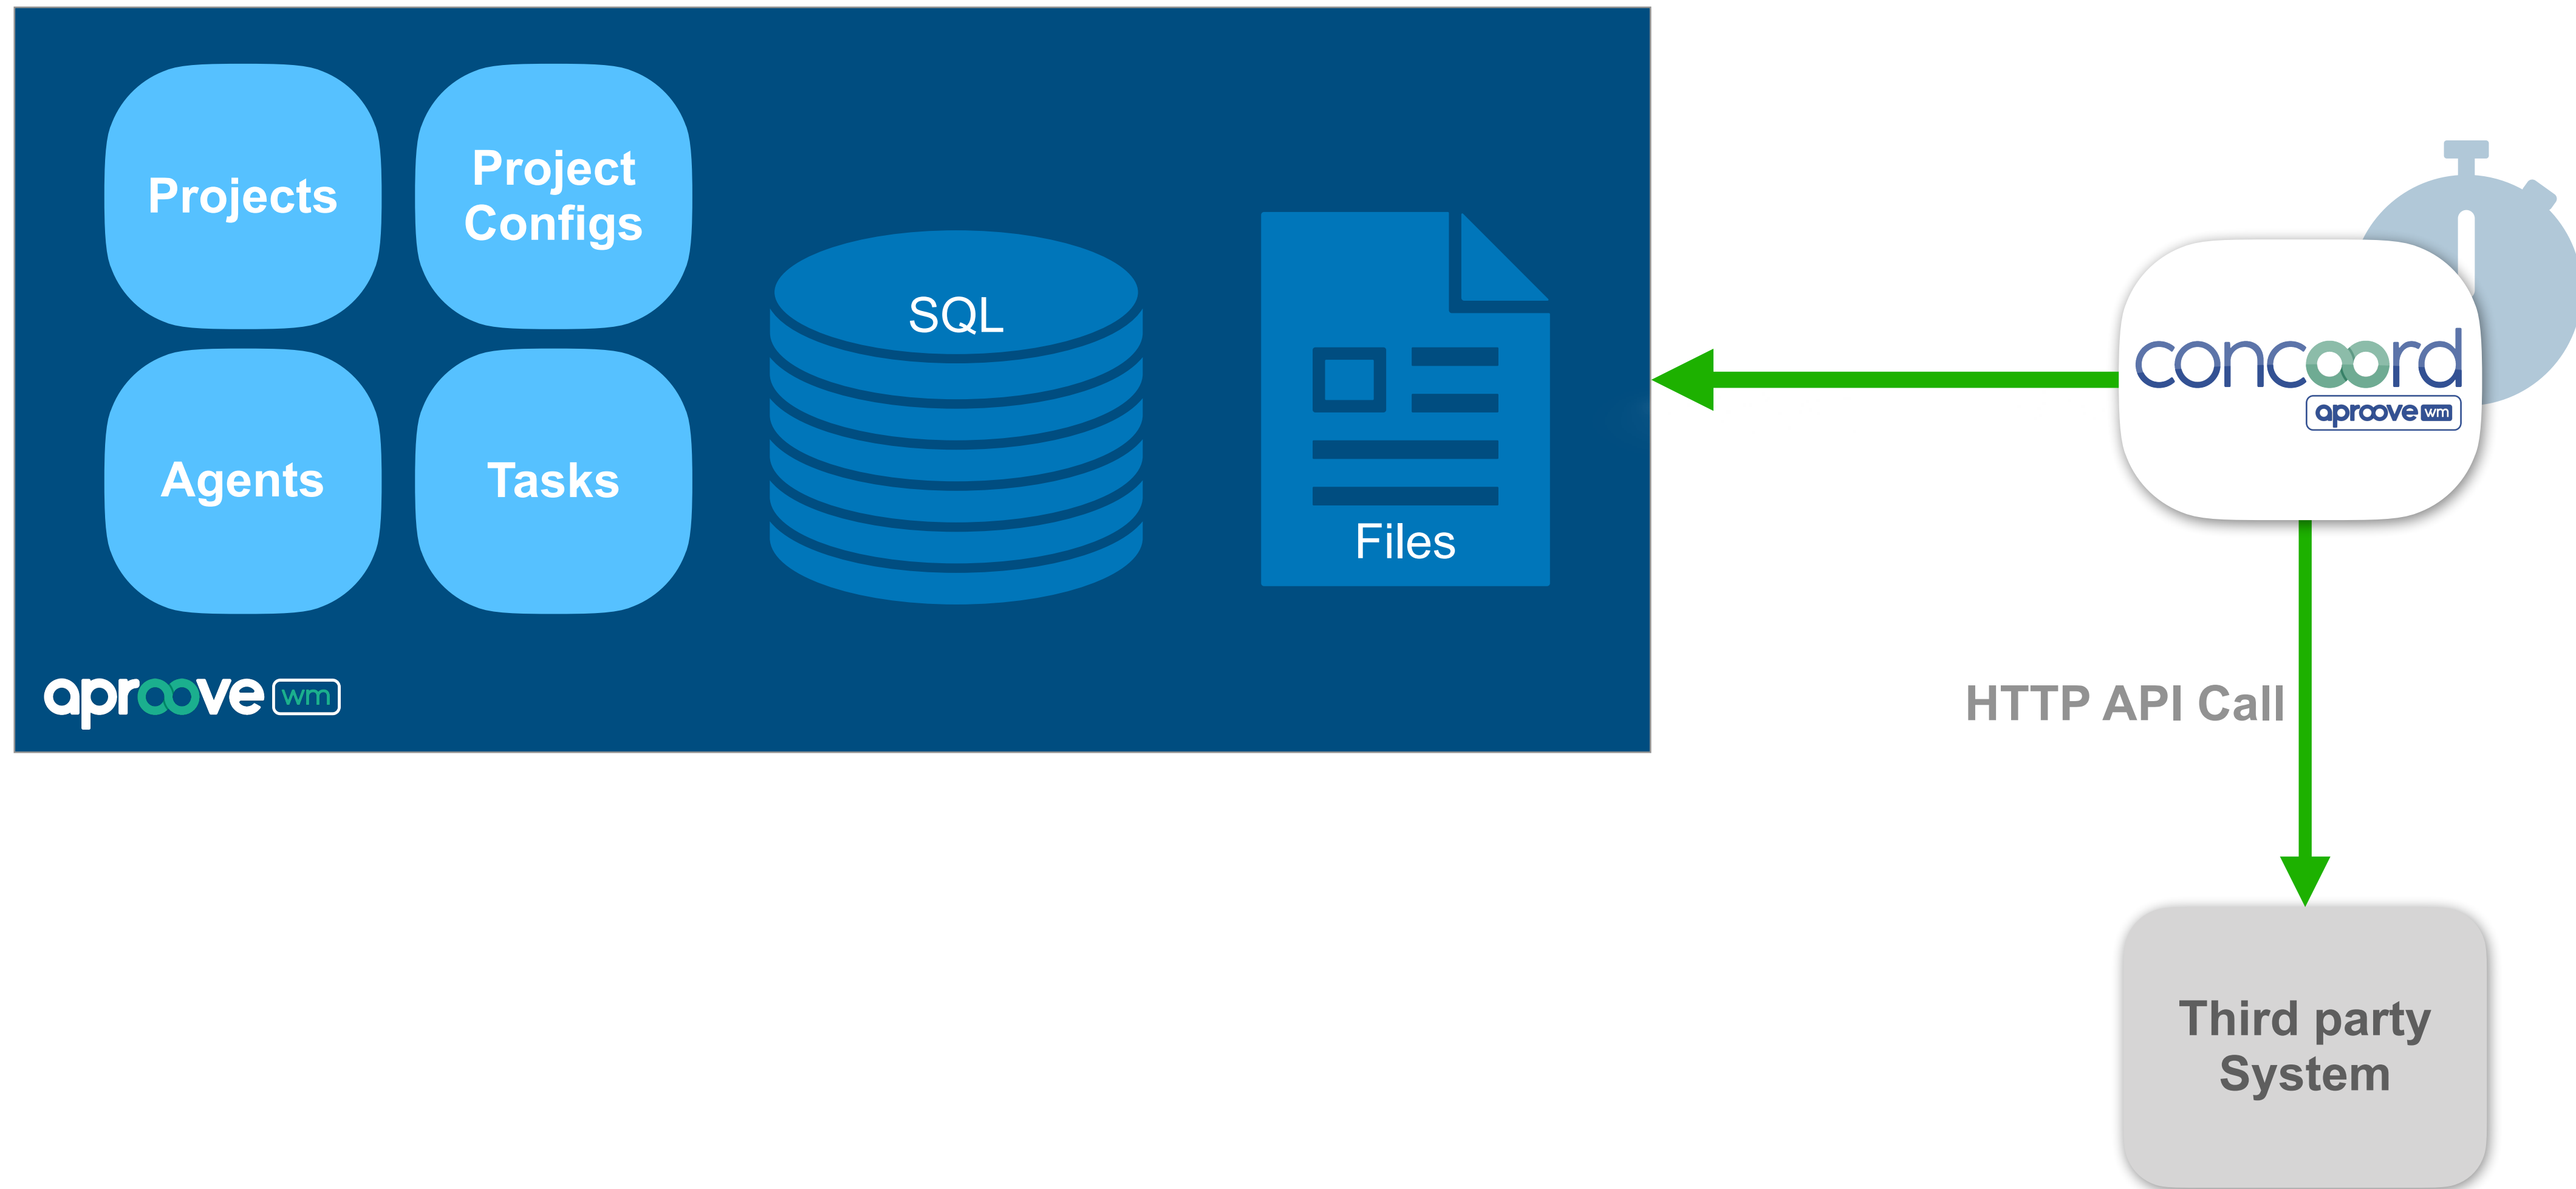 Projects
Project
Configs
Agents
Tasks
SQL
Files
aproove wm
concoord
aproove wm
HTTP API Call
Third party
System